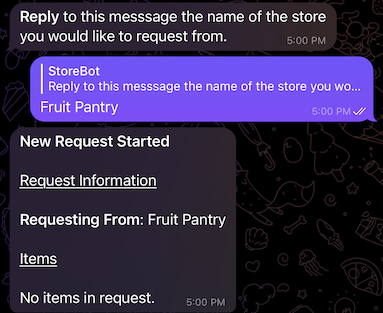 Reply to this messsage the name of the store
you would like to request from.
5:00 PM
StoreBot
Reply to this messsage the name of the store you wo...
Fruit Pantry
5:00 PM
New Request Started
Request Information
Requesting From: Fruit Pantry
Items
No items in request.
5:00 PM